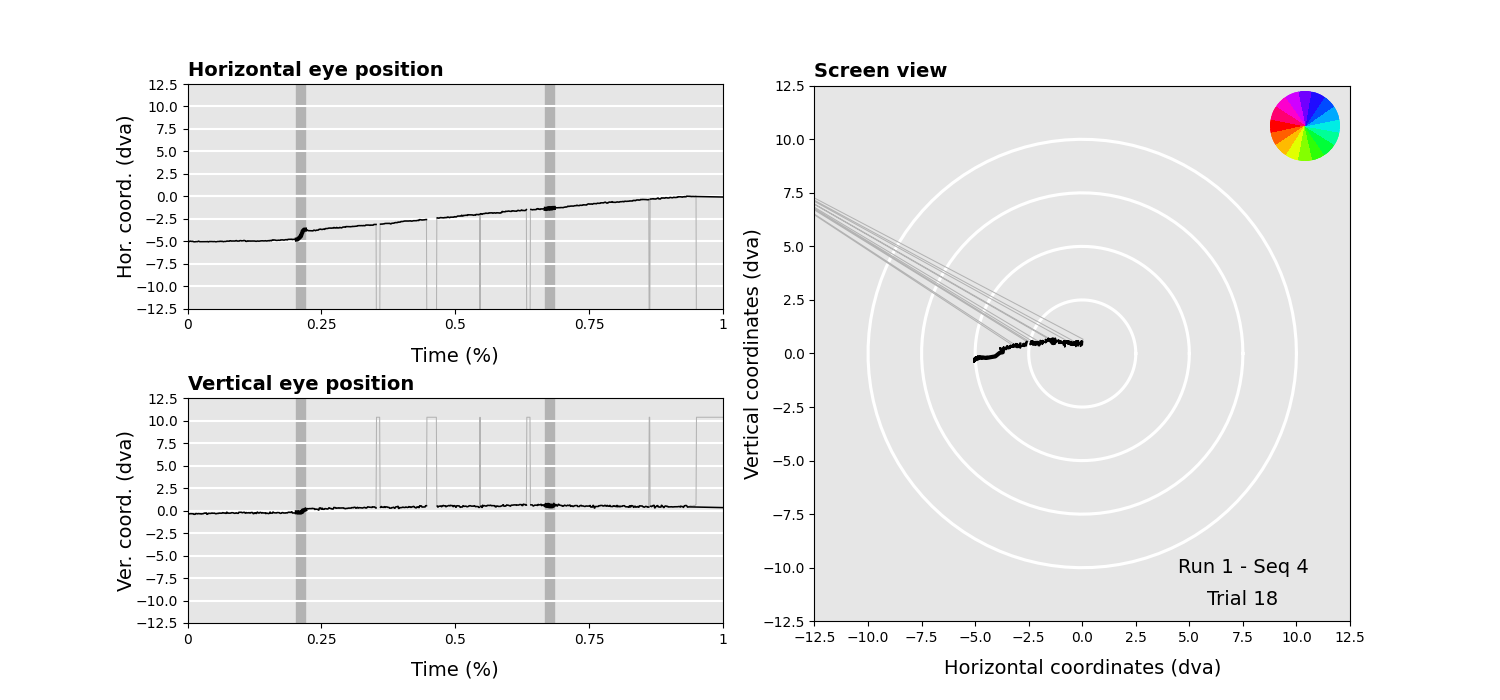 Horizontal eye position
Hor. coord. (dva)
12.5
10.0
7.5
5.0
2.5
0.0
−2.5
−5.0
−7.5
−10.0
−12.5
0 0.25 0.5 0.75 1
Time (%)
Vertical eye position
Ver. coord. (dva)
12.5
10.0
7.5
5.0
2.5
0.0
−2.5
−5.0
−7.5
−10.0
−12.5
0 0.25 0.5 0.75 1
Time (%)
Screen view
Vertical coordinates (dva)
12.5
10.0
7.5
5.0
2.5
0.0
−2.5
−5.0
−7.5
−10.0
−12.5
Run 1 - Seq 4
Trial 18
−12.5 −10.0 −7.5 −5.0 −2.5 0.0 2.5 5.0 7.5 10.0 12.5
Horizontal coordinates (dva)